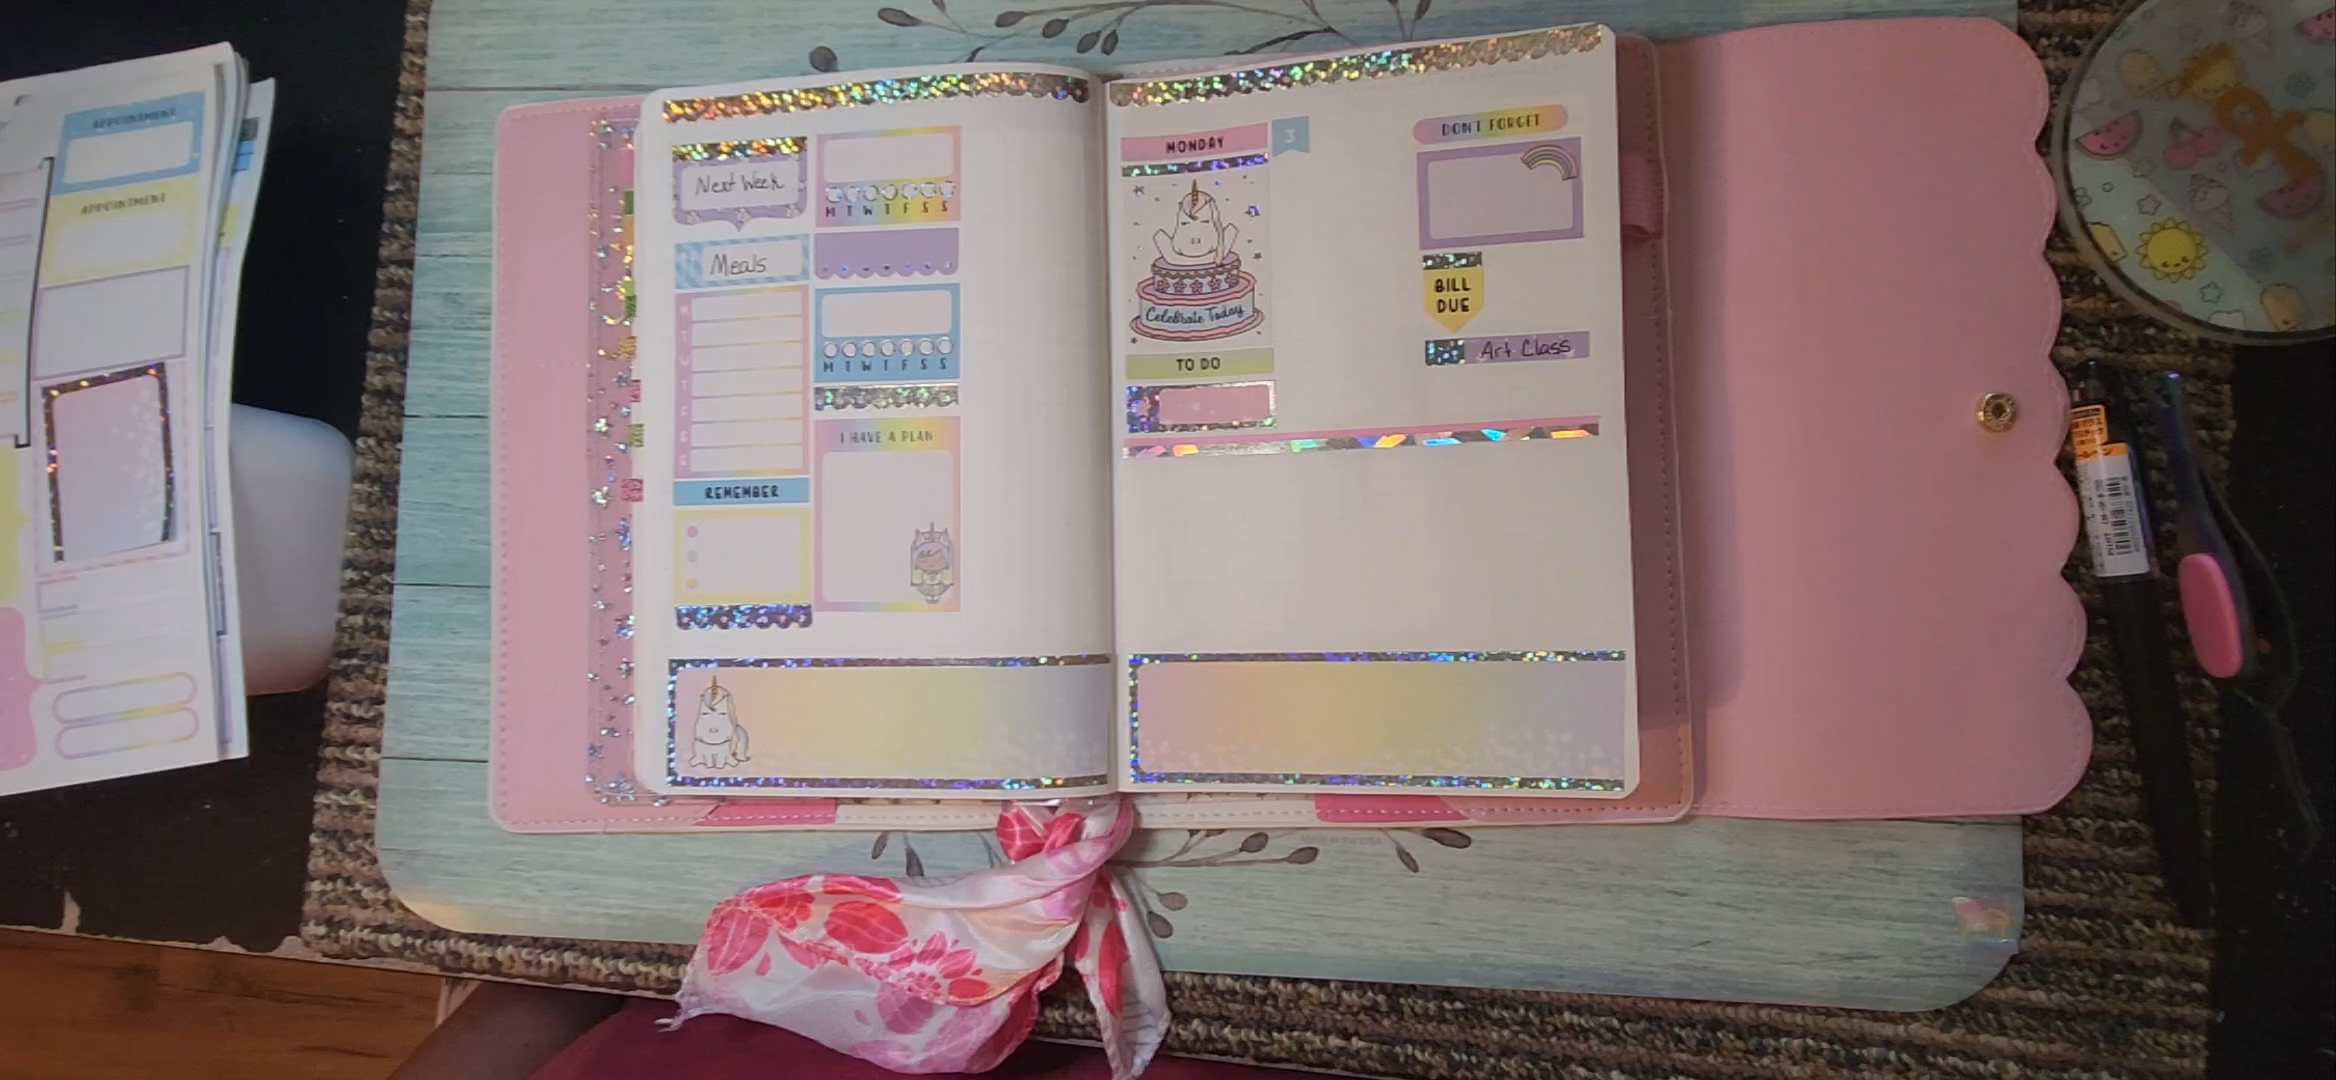 APPOINTMENT
APPOINTMENT
Next Week
M T W T F S S
Meals
M
T
W
T
F
S
S
M T W T F S S
I HAVE A PLAN
REMEMBER
MONDAY
3
Celebrate Today
TO DO
DON'T FORGET
BILL
DUE
Art Class